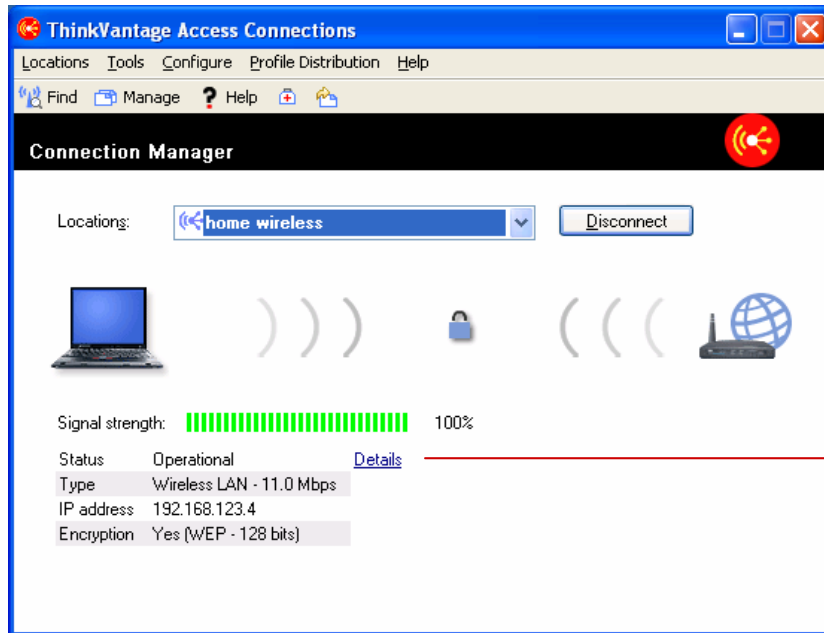 ThinkVantage Access Connections
Locations Tools Configure Profile Distribution Help
Find Manage ? Help
Connection Manager
Locations: home wireless Disconnect
Signal strength: 100%
Status Operational Details
Type Wireless LAN - 11.0 Mbps
IP address 192.168.123.4
Encryption Yes (WEP - 128 bits)